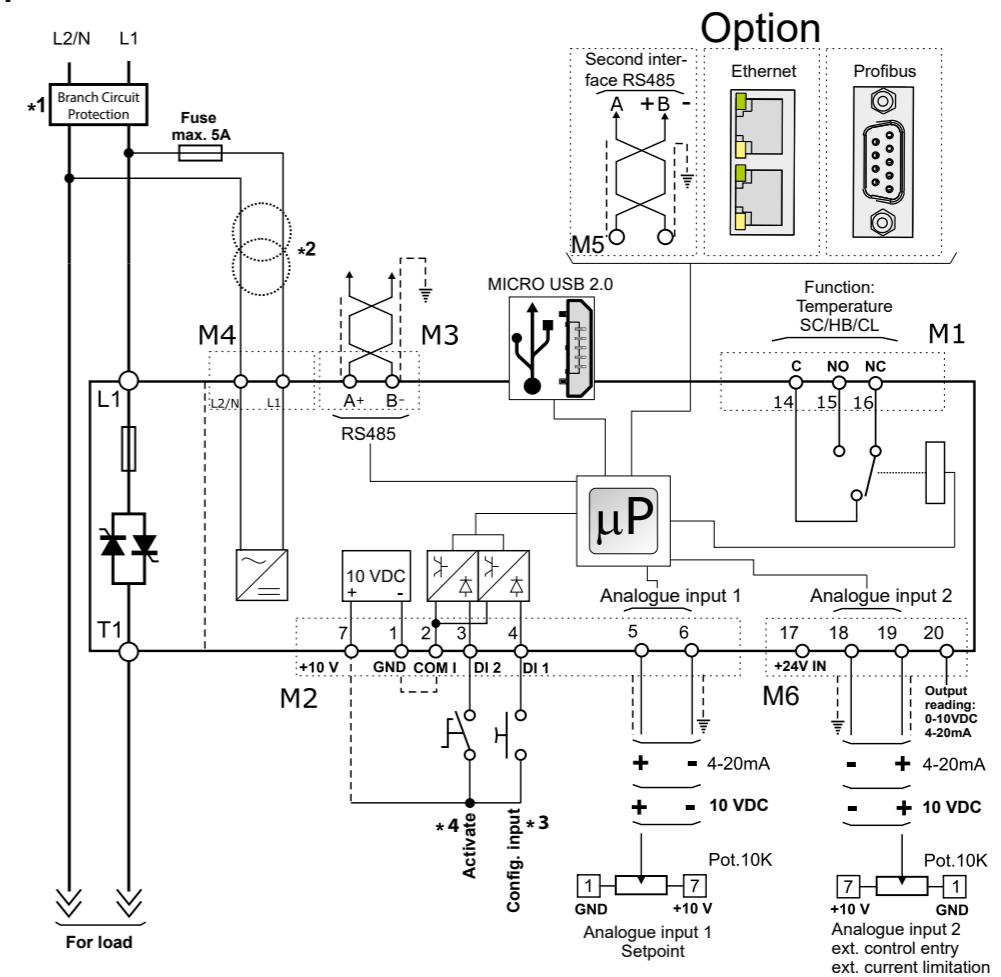 Option
L2/N L1
*1
Branch Circuit
Protection
Fuse
max. 5A
*2
Second inter-
face RS485
A + B -
M5
Ethernet
Profibus
MICRO USB 2.0
Function:
Temperature
SC/HB/CL
M4
M3
M1
C NO NC
14 15 16
L1
L2/N L1
A+ B-
RS485
µP
10 VDC
+ -
Analogue input 1
Analogue input 2
T1
7 1 2 3 4 5 6
17 18 19 20
+10 V GND COM I DI 2 DI 1
+24V IN
M2
M6
Output
reading:
0-10VDC
4-20mA
+ - 4-20mA
- + 4-20mA
+ - 10 VDC
- + 10 VDC
*4 Activate
Config. input *3
Pot.10K
1 7
GND +10 V
Analogue input 1
Setpoint
Pot.10K
7 1
+10 V GND
Analogue input 2
ext. control entry
ext. current limitation
For load